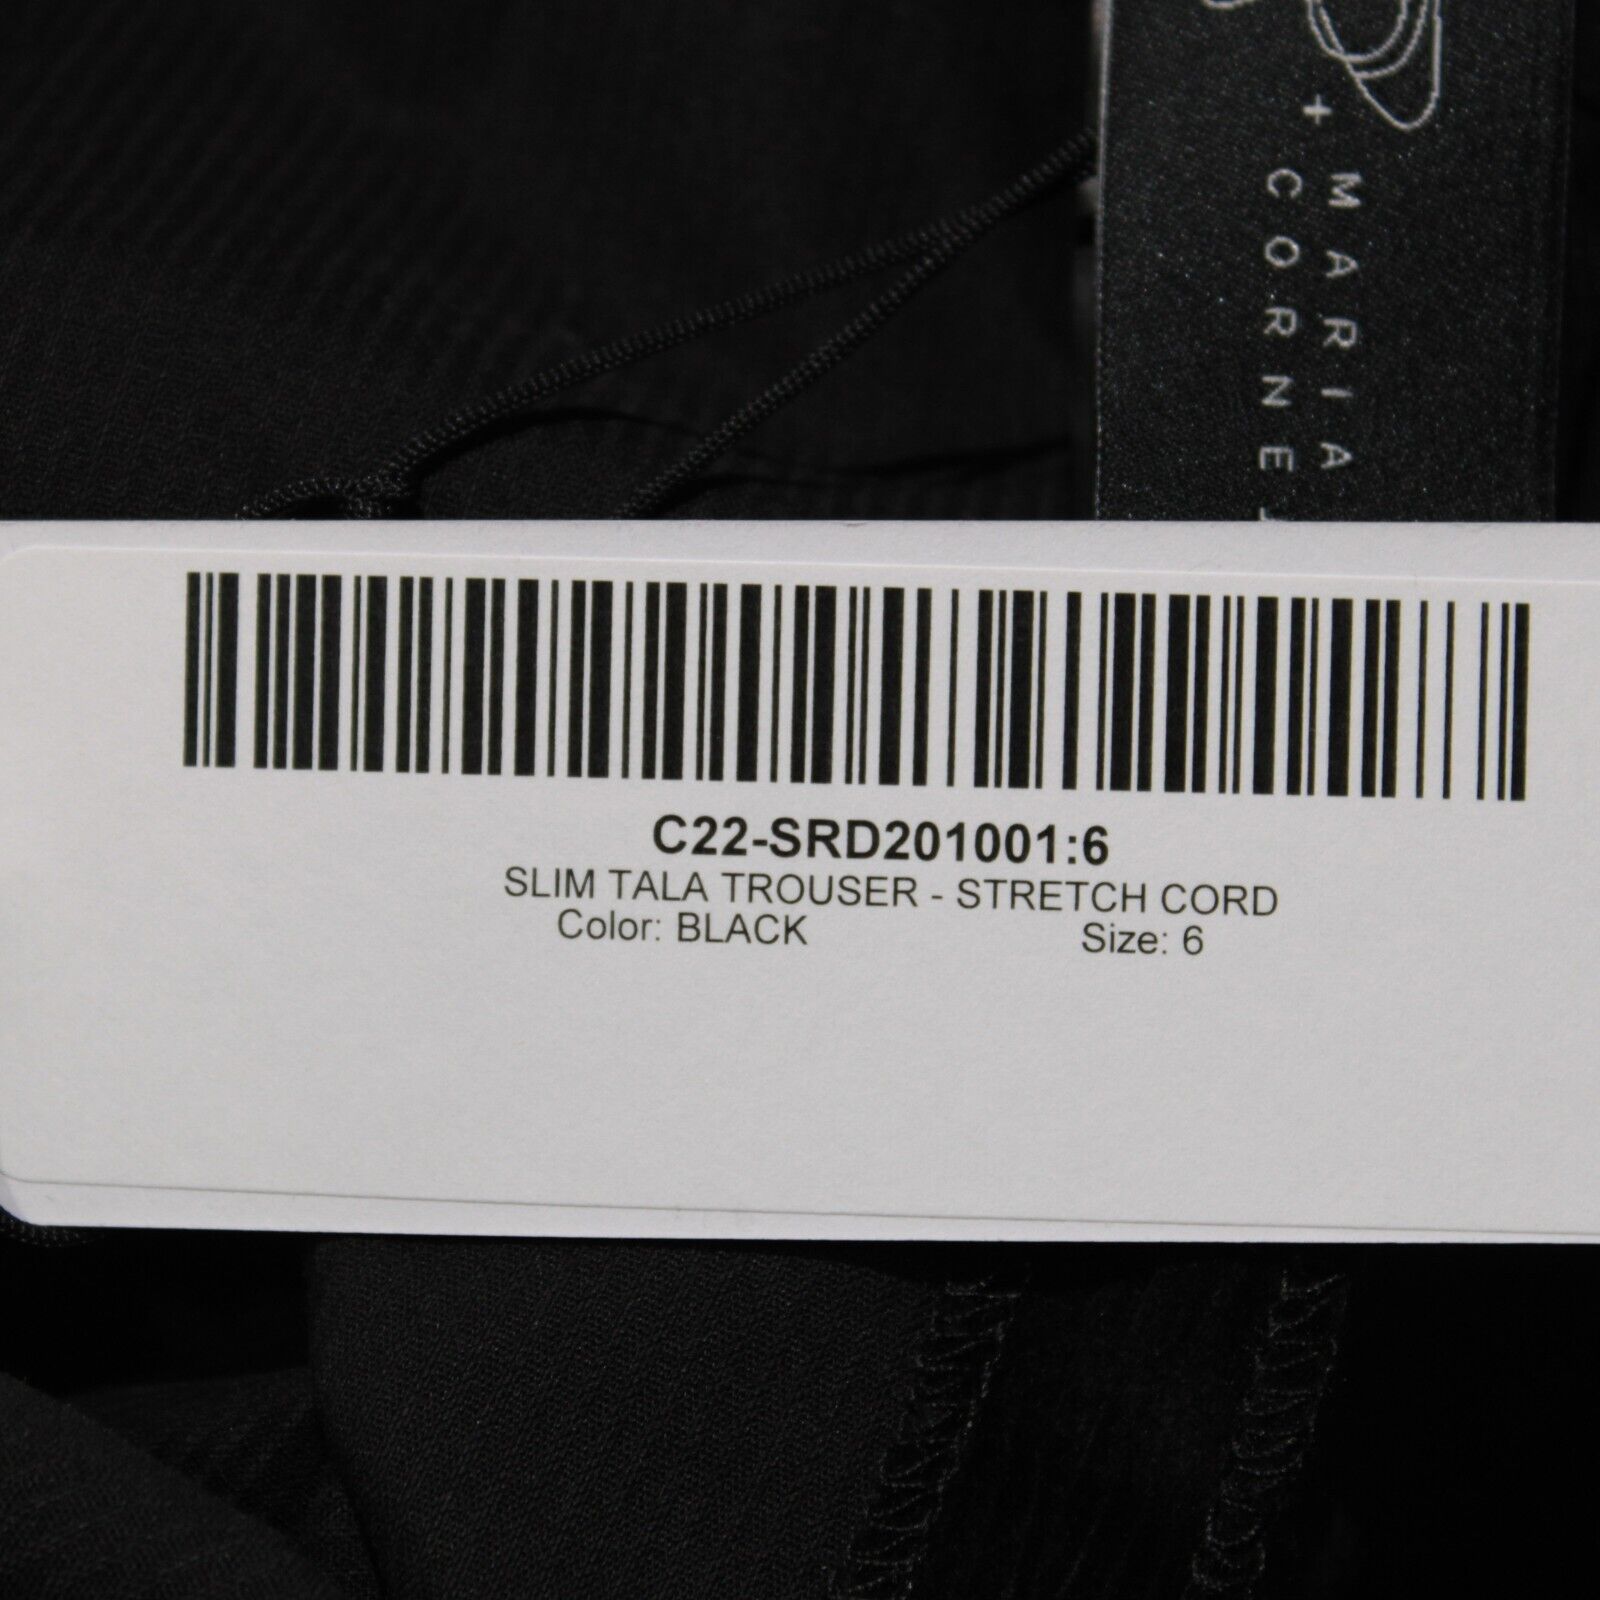 + MARIA
CORNE
C22-SRD201001:6
SLIM TALA TROUSER - STRETCH CORD
Color: BLACK Size: 6